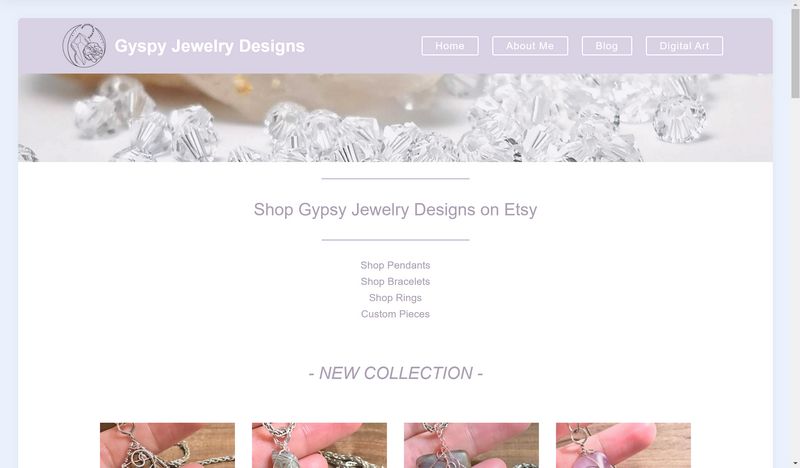 Gyspy Jewelry Designs
Home
About Me
Blog
Digital Art
Shop Gypsy Jewelry Designs on Etsy
Shop Pendants
Shop Bracelets
Shop Rings
Custom Pieces
- NEW COLLECTION -